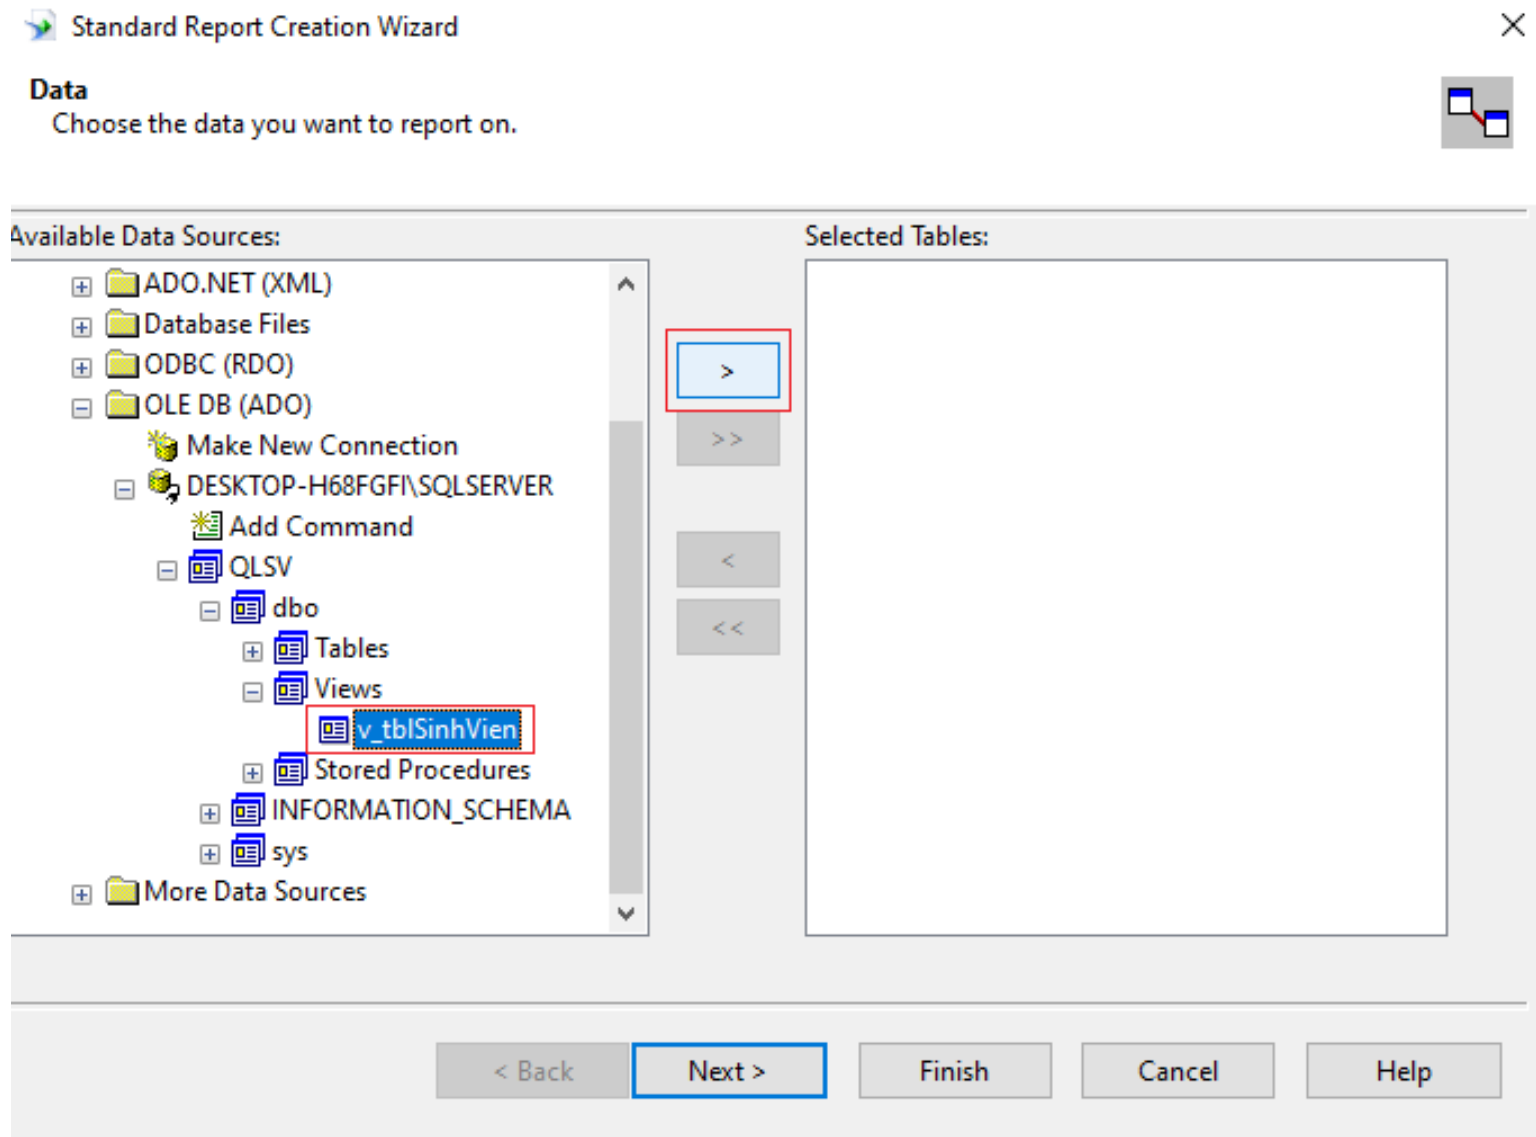 Standard Report Creation Wizard
Data
Choose the data you want to report on.
Available Data Sources:
Selected Tables:
ADO.NET (XML)
Database Files
ODBC (RDO)
OLE DB (ADO)
Make New Connection
DESKTOP-H68FGFI\SQLSERVER
Add Command
QLSV
dbo
Tables
Views
v_tblSinhVien
Stored Procedures
INFORMATION_SCHEMA
sys
More Data Sources
>
>>
<
<<
< Back
Next >
Finish
Cancel
Help